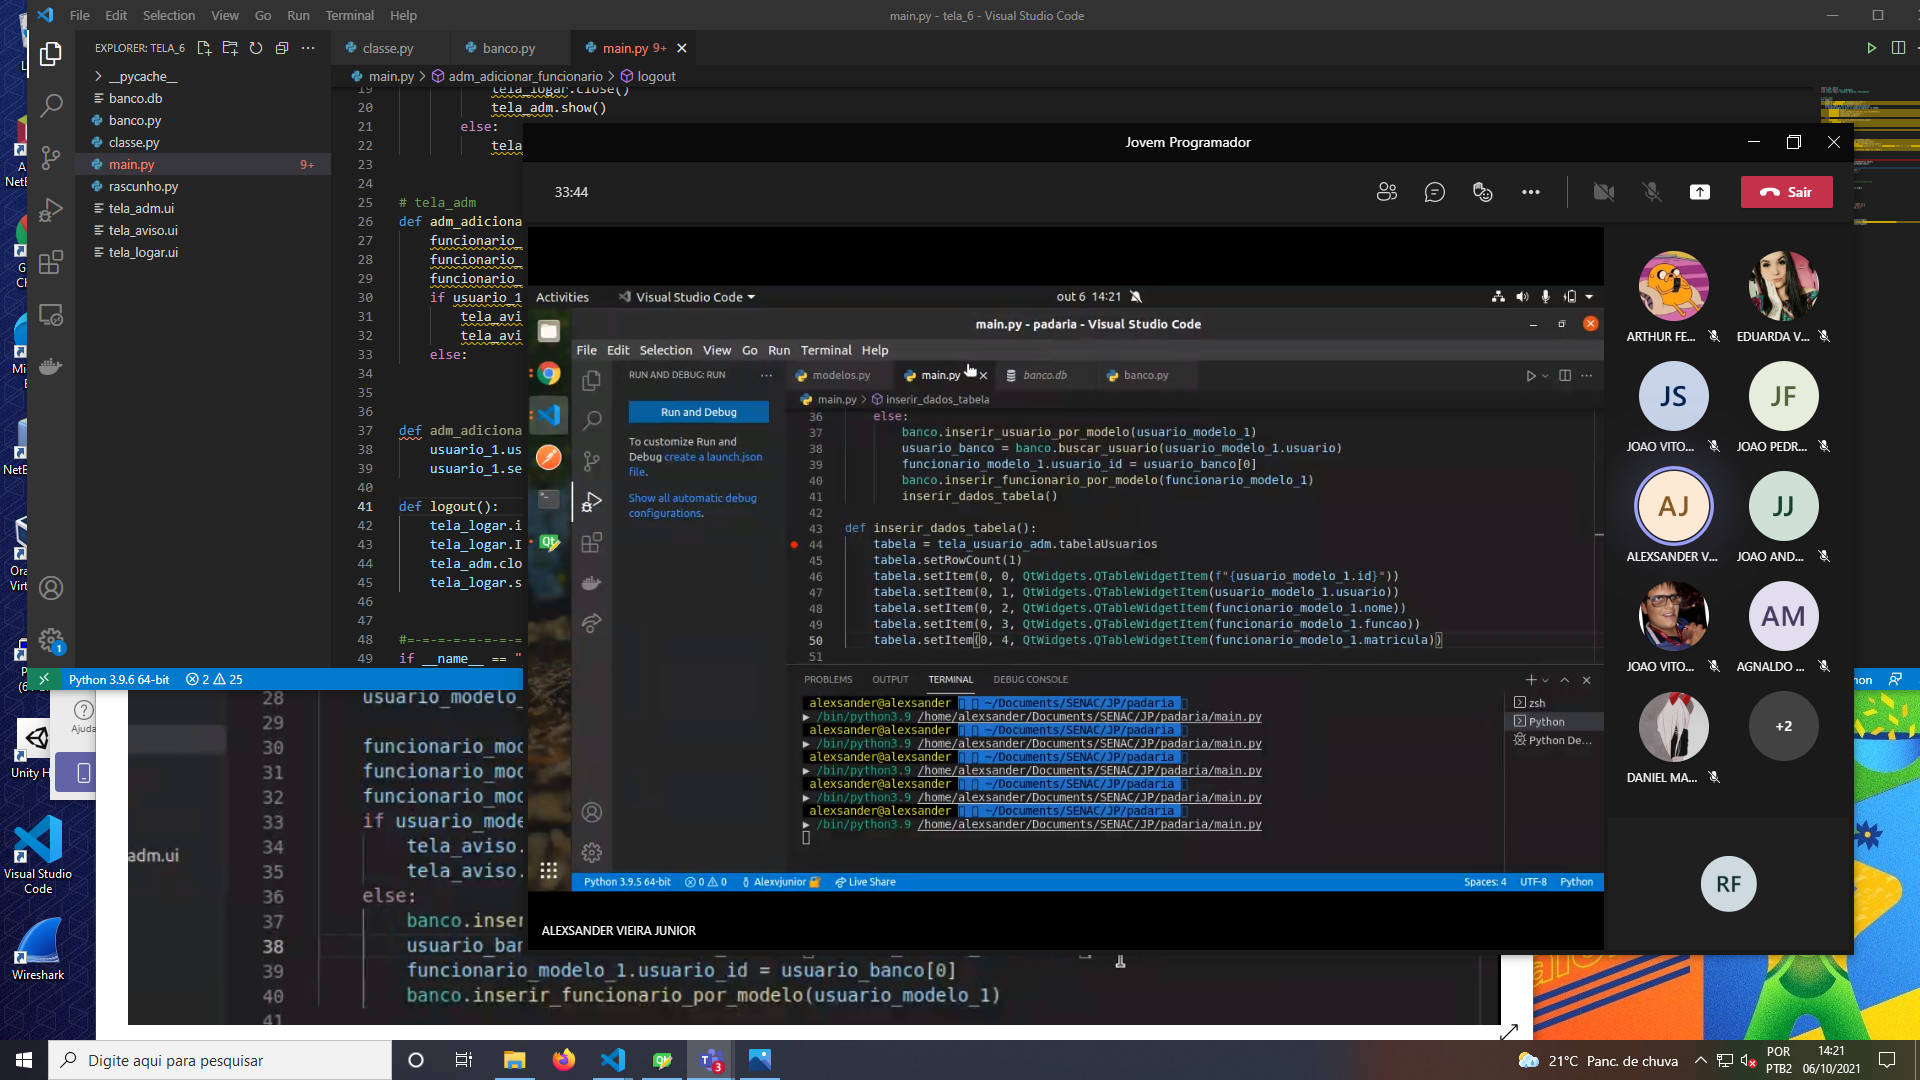 File Edit Selection View Go Run Terminal Help
main.py - tela_6 - Visual Studio Code
EXPLORER: TELA_6
__pycache__
banco.db
banco.py
classe.py
main.py 9+
rascunho.py
tela_adm.ui
tela_aviso.ui
tela_logar.ui
classe.py
banco.py
main.py 9+
main.py > adm_adicionar_funcionario > logout
19 tela_logar.close()
20 tela_adm.show()
21 else:
22 tela
23
24
25 # tela_adm
26 def adm_adiciona
27 funcionario_
28 funcionario_
29 funcionario_
30 if usuario_1
31 tela_avi
32 tela_avi
33 else:
34
35
36
37 def adm_adiciona
38 usuario_1.us
39 usuario_1.se
40
41 def logout():
42 tela_logar.i
43 tela_logar.I
44 tela_adm.clo
45 tela_logar.s
46
47
48 #=-=-=-=-=-=-=-=
49 if __name__ == "_
Python 3.9.6 64-bit 2 25
Jovem Programador
33:44
Sair
Activities
Visual Studio Code
out 6 14:21
main.py - padaria - Visual Studio Code
File Edit Selection View Go Run Terminal Help
RUN AND DEBUG: RUN
Run and Debug
To customize Run and
Debug create a launch.json
file.
Show all automatic debug
configurations.
modelos.py
main.py
banco.db
banco.py
main.py > inserir_dados_tabela
36 else:
37 banco.inserir_usuario_por_modelo(usuario_modelo_1)
38 usuario_banco = banco.buscar_usuario(usuario_modelo_1.usuario)
39 funcionario_modelo_1.usuario_id = usuario_banco[0]
40 banco.inserir_funcionario_por_modelo(funcionario_modelo_1)
41 inserir_dados_tabela()
42
43 def inserir_dados_tabela():
44 tabela = tela_usuario_adm.tabelaUsuarios
45 tabela.setRowCount(1)
46 tabela.setItem(0, 0, QtWidgets.QTableWidgetItem(f"{usuario_modelo_1.id}"))
47 tabela.setItem(0, 1, QtWidgets.QTableWidgetItem(usuario_modelo_1.usuario))
48 tabela.setItem(0, 2, QtWidgets.QTableWidgetItem(funcionario_modelo_1.nome))
49 tabela.setItem(0, 3, QtWidgets.QTableWidgetItem(funcionario_modelo_1.funcao))
50 tabela.setItem(0, 4, QtWidgets.QTableWidgetItem(funcionario_modelo_1.matricula))
51
PROBLEMS OUTPUT TERMINAL DEBUG CONSOLE
alexsander@alexsander ~/Documents/SENAC/JP/padaria
/bin/python3.9 /home/alexsander/Documents/SENAC/JP/padaria/main.py
alexsander@alexsander ~/Documents/SENAC/JP/padaria
/bin/python3.9 /home/alexsander/Documents/SENAC/JP/padaria/main.py
alexsander@alexsander ~/Documents/SENAC/JP/padaria
/bin/python3.9 /home/alexsander/Documents/SENAC/JP/padaria/main.py
alexsander@alexsander ~/Documents/SENAC/JP/padaria
/bin/python3.9 /home/alexsander/Documents/SENAC/JP/padaria/main.py
alexsander@alexsander ~/Documents/SENAC/JP/padaria
/bin/python3.9 /home/alexsander/Documents/SENAC/JP/padaria/main.py
zsh
Python
Python De...
Python 3.9.5 64-bit 0 0 Alexvjunior Live Share
Spaces: 4 UTF-8 Python
ALEXSANDER VIEIRA JUNIOR
ARTHUR FE...
EDUARDA V...
JS
JOAO VITO...
JF
JOAO PEDR...
AJ
ALEXSANDER V...
JJ
JOAO AND...
JOAO VITO...
AM
AGNALDO ...
DANIEL MA...
+2
RF
28 usuario_modelo_
29
30 funcionario_mod
31 funcionario_mod
32 funcionario_mod
33 if usuario_mode
34 tela_aviso.
35 tela_aviso.
36 else:
37 banco.inser
38 usuario_ban
39 funcionario_modelo_1.usuario_id = usuario_banco[0]
40 banco.inserir_funcionario_por_modelo(usuario_modelo_1)
41
adm.ui
Ajuda
Unity H
Visual Studio
Code
Wireshark
Digite aqui para pesquisar
3
21°C Panc. de chuva
POR
PTB2
14:21
06/10/2021